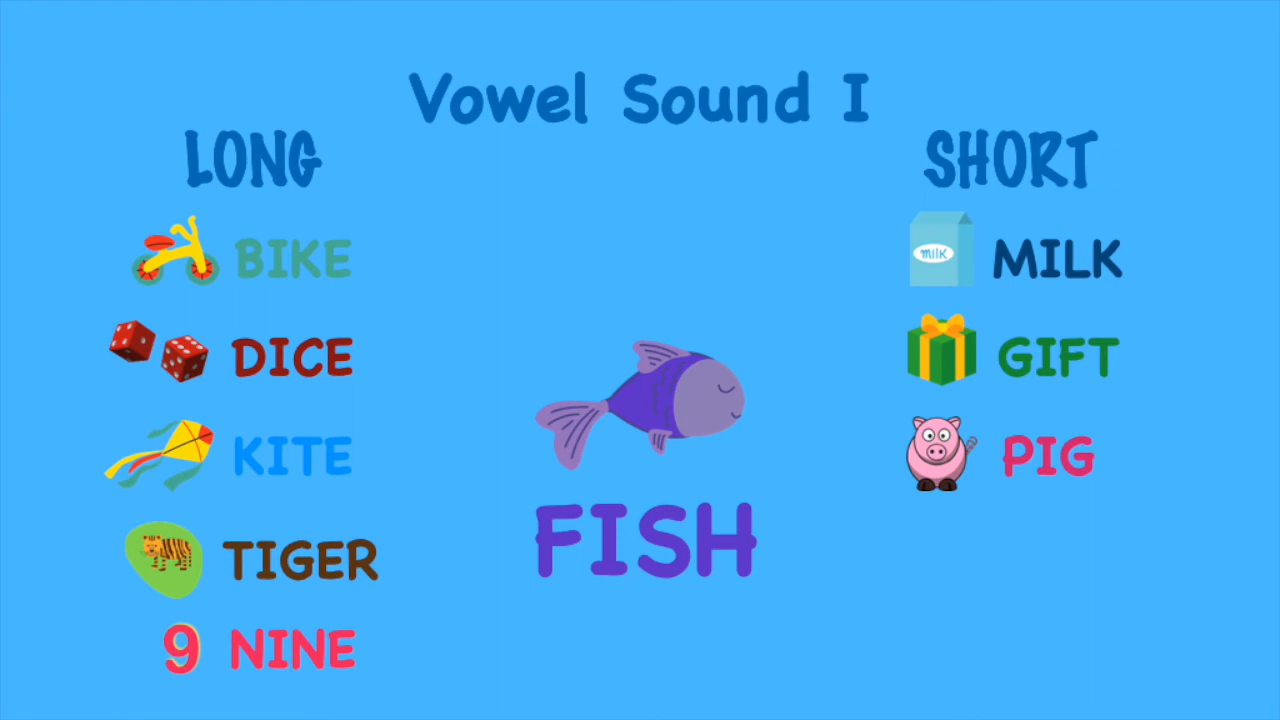 Vowel Sound I
LONG
BIKE
DICE
KITE
TIGER
9 NINE
FISH
SHORT
milk MILK
GIFT
PIG